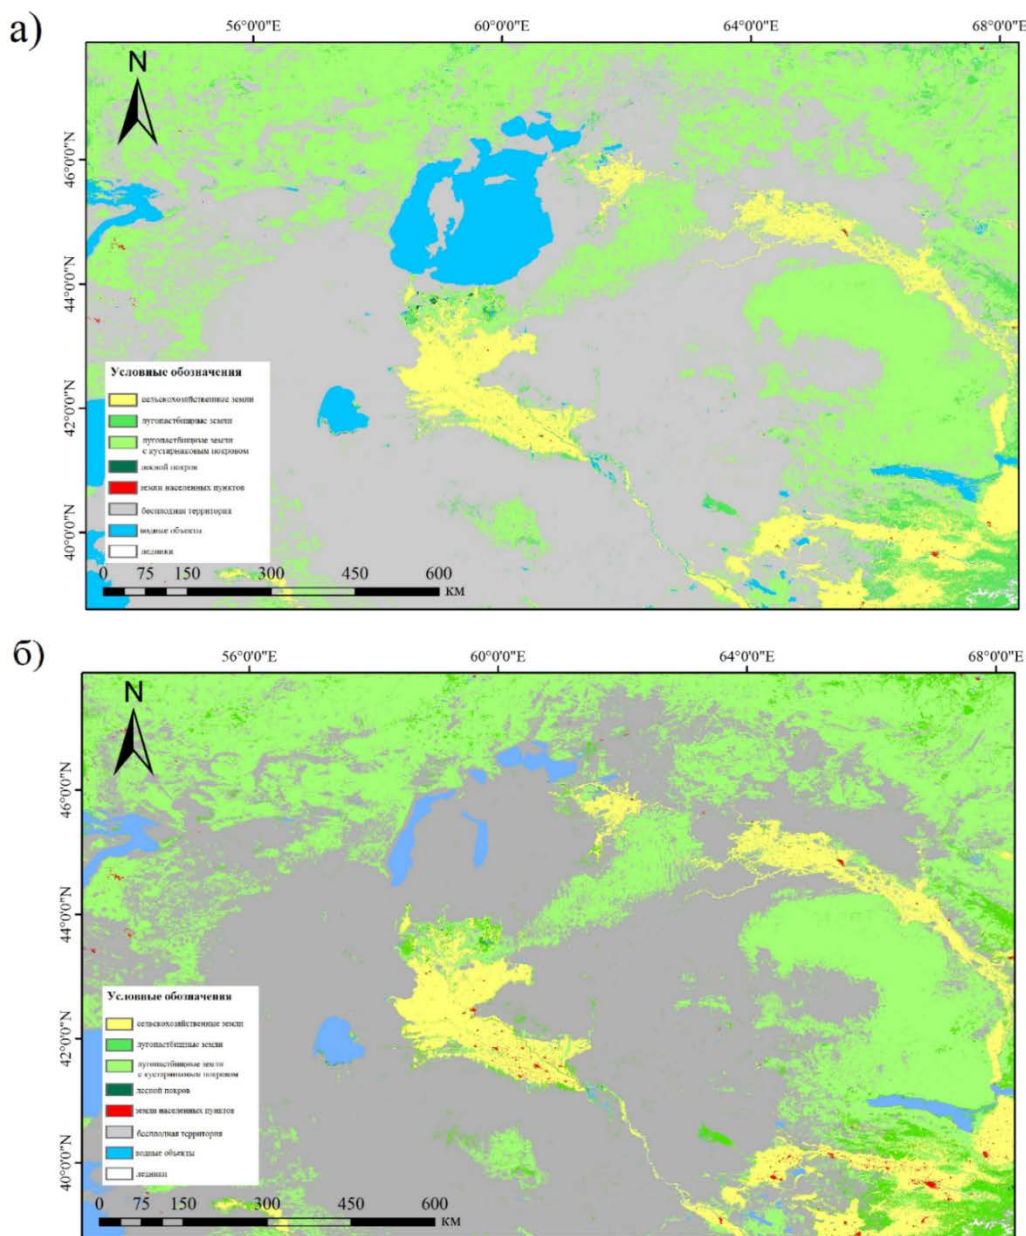 а)
56°0'0"E 60°0'0"E 64°0'0"E 68°0'0"E
N
46°0'0"N
44°0'0"N
42°0'0"N
40°0'0"N
Условные обозначения
сельскохозяйственные земли
лугопастбищные земли
лугопастбищные земли
с кустарниковым покровом
лесной покров
земли населенных пунктов
бесплодная территория
водные объекты
ледники
0 75 150 300 450 600
км
б)
56°0'0"E 60°0'0"E 64°0'0"E 68°0'0"E
N
46°0'0"N
44°0'0"N
42°0'0"N
40°0'0"N
Условные обозначения
сельскохозяйственные земли
лугопастбищные земли
лугопастбищные земли
с кустарниковым покровом
лесной покров
земли населенных пунктов
бесплодная территория
водные объекты
ледники
0 75 150 300 450 600
км